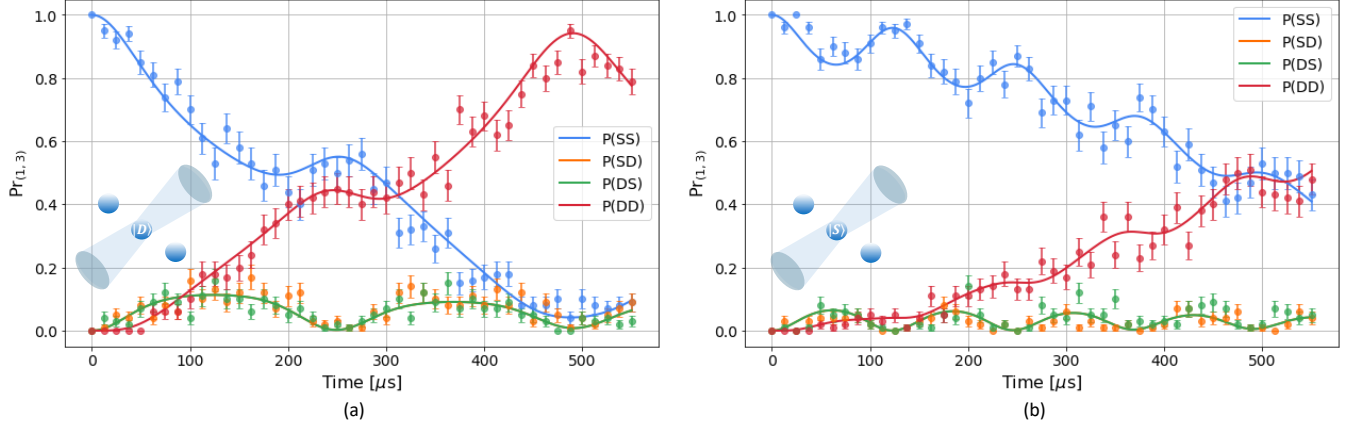 1.0
0.8
0.6
0.4
0.2
0.0
Pr(1, 3)
P(SS)
P(SD)
P(DS)
P(DD)
(D)
0
100
200
300
400
500
Time [μs]
(a)
1.0
0.8
0.6
0.4
0.2
0.0
Pr(1, 3)
P(SS)
P(SD)
P(DS)
P(DD)
(S)
0
100
200
300
400
500
Time [μs]
(b)